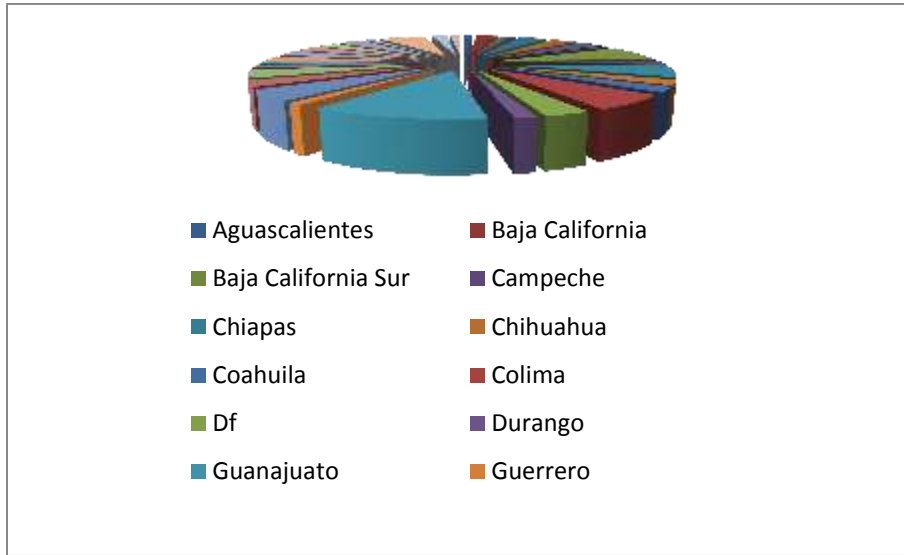 Aguascalientes Baja California
Baja California Sur Campeche
Chiapas Chihuahua
Coahuila Colima
Df Durango
Guanajuato Guerrero